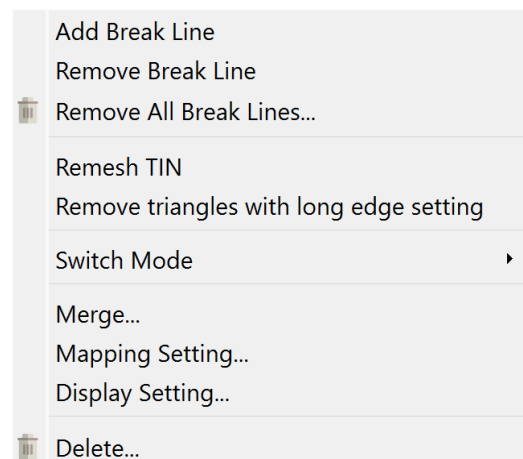 Add Break Line
Remove Break Line
Remove All Break Lines...
Remesh TIN
Remove triangles with long edge setting
Switch Mode
Merge...
Mapping Setting...
Display Setting...
Delete...